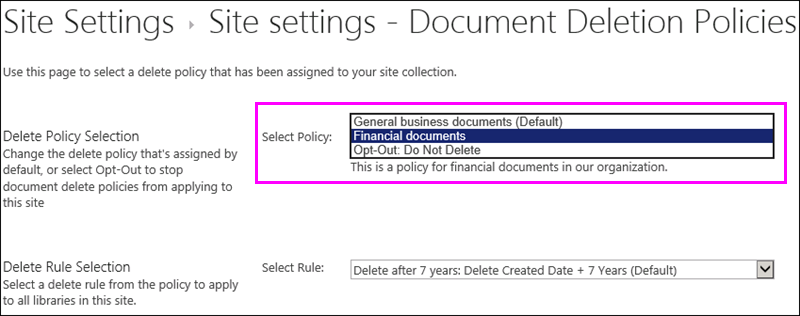 Site Settings › Site settings - Document Deletion Policies
Use this page to select a delete policy that has been assigned to your site collection.
Delete Policy Selection
Change the delete policy that's assigned by
default, or select Opt-Out to stop
document delete policies from applying to
this site
Select Policy:
General business documents (Default)
Financial documents
Opt-Out: Do Not Delete
This is a policy for financial documents in our organization.
Delete Rule Selection
Select a delete rule from the policy to apply
to all libraries in this site.
Select Rule:
Delete after 7 years: Delete Created Date + 7 Years (Default)